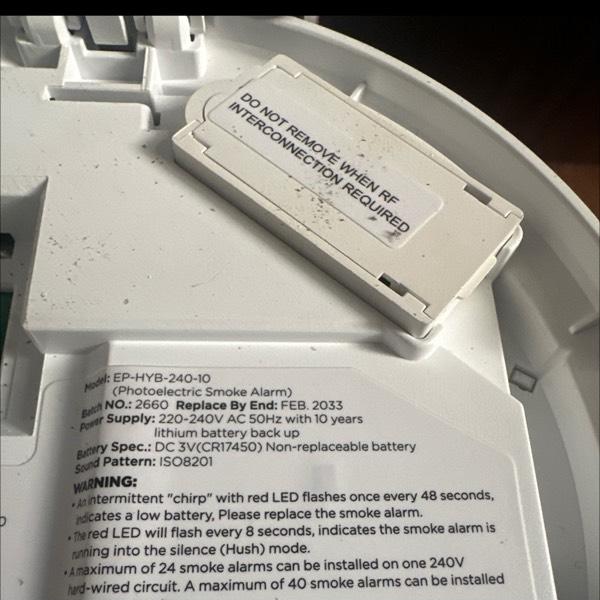 DO NOT REMOVE WHEN RF
INTERCONNECTION REQUIRED
Model: EP-HYB-240-10
(Photoelectric Smoke Alarm)
Batch NO.: 2660 Replace By End: FEB. 2033
Power Supply: 220-240V AC 50Hz with 10 years
lithium battery back up
Battery Spec.: DC 3V(CR17450) Non-replaceable battery
Sound Pattern: ISO8201
WARNING:
• An intermittent "chirp" with red LED flashes once every 48 seconds,
indicates a low battery, Please replace the smoke alarm.
• The red LED will flash every 8 seconds, indicates the smoke alarm is
running into the silence (Hush) mode.
• A maximum of 24 smoke alarms can be installed on one 240V
hard-wired circuit. A maximum of 40 smoke alarms can be installed